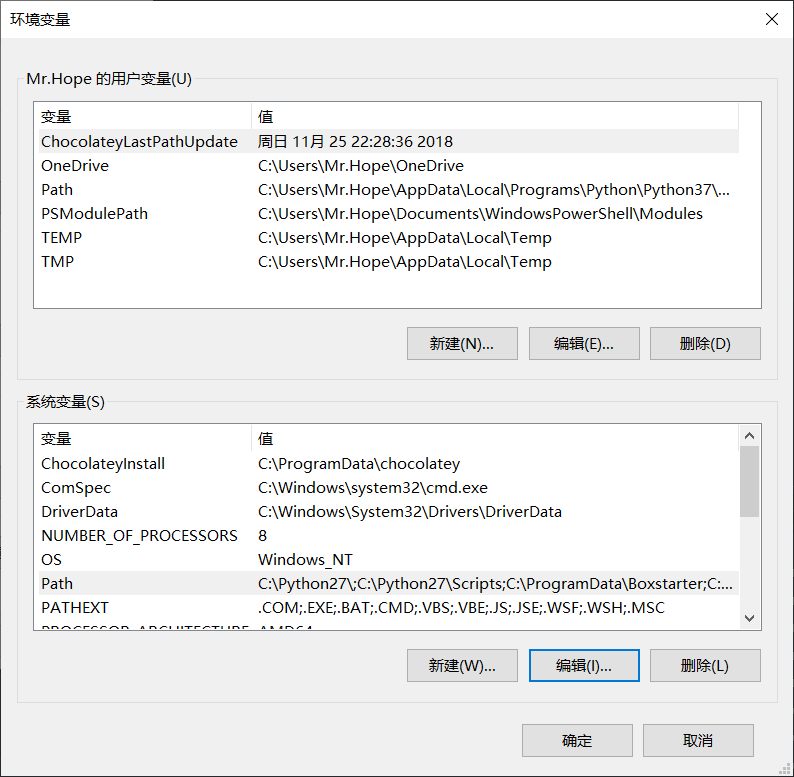 环境变量
Mr.Hope 的用户变量(U)
变量 值
ChocolateyLastPathUpdate 周日 11月 25 22:28:36 2018
OneDrive C:\Users\Mr.Hope\OneDrive
Path C:\Users\Mr.Hope\AppData\Local\Programs\Python\Python37\...
PSModulePath C:\Users\Mr.Hope\Documents\WindowsPowerShell\Modules
TEMP C:\Users\Mr.Hope\AppData\Local\Temp
TMP C:\Users\Mr.Hope\AppData\Local\Temp
新建(N)... 编辑(E)... 删除(D)
系统变量(S)
变量 值
ChocolateyInstall C:\ProgramData\chocolatey
ComSpec C:\Windows\system32\cmd.exe
DriverData C:\Windows\System32\Drivers\DriverData
NUMBER_OF_PROCESSORS 8
OS Windows_NT
Path C:\Python27\;C:\Python27\Scripts;C:\ProgramData\Boxstarter;C:...
PATHEXT .COM;.EXE;.BAT;.CMD;.VBS;.VBE;.JS;.JSE;.WSF;.WSH;.MSC
PROCESSOR_ARCHITECTURE AMD64
新建(W)... 编辑(I)... 删除(L)
确定 取消